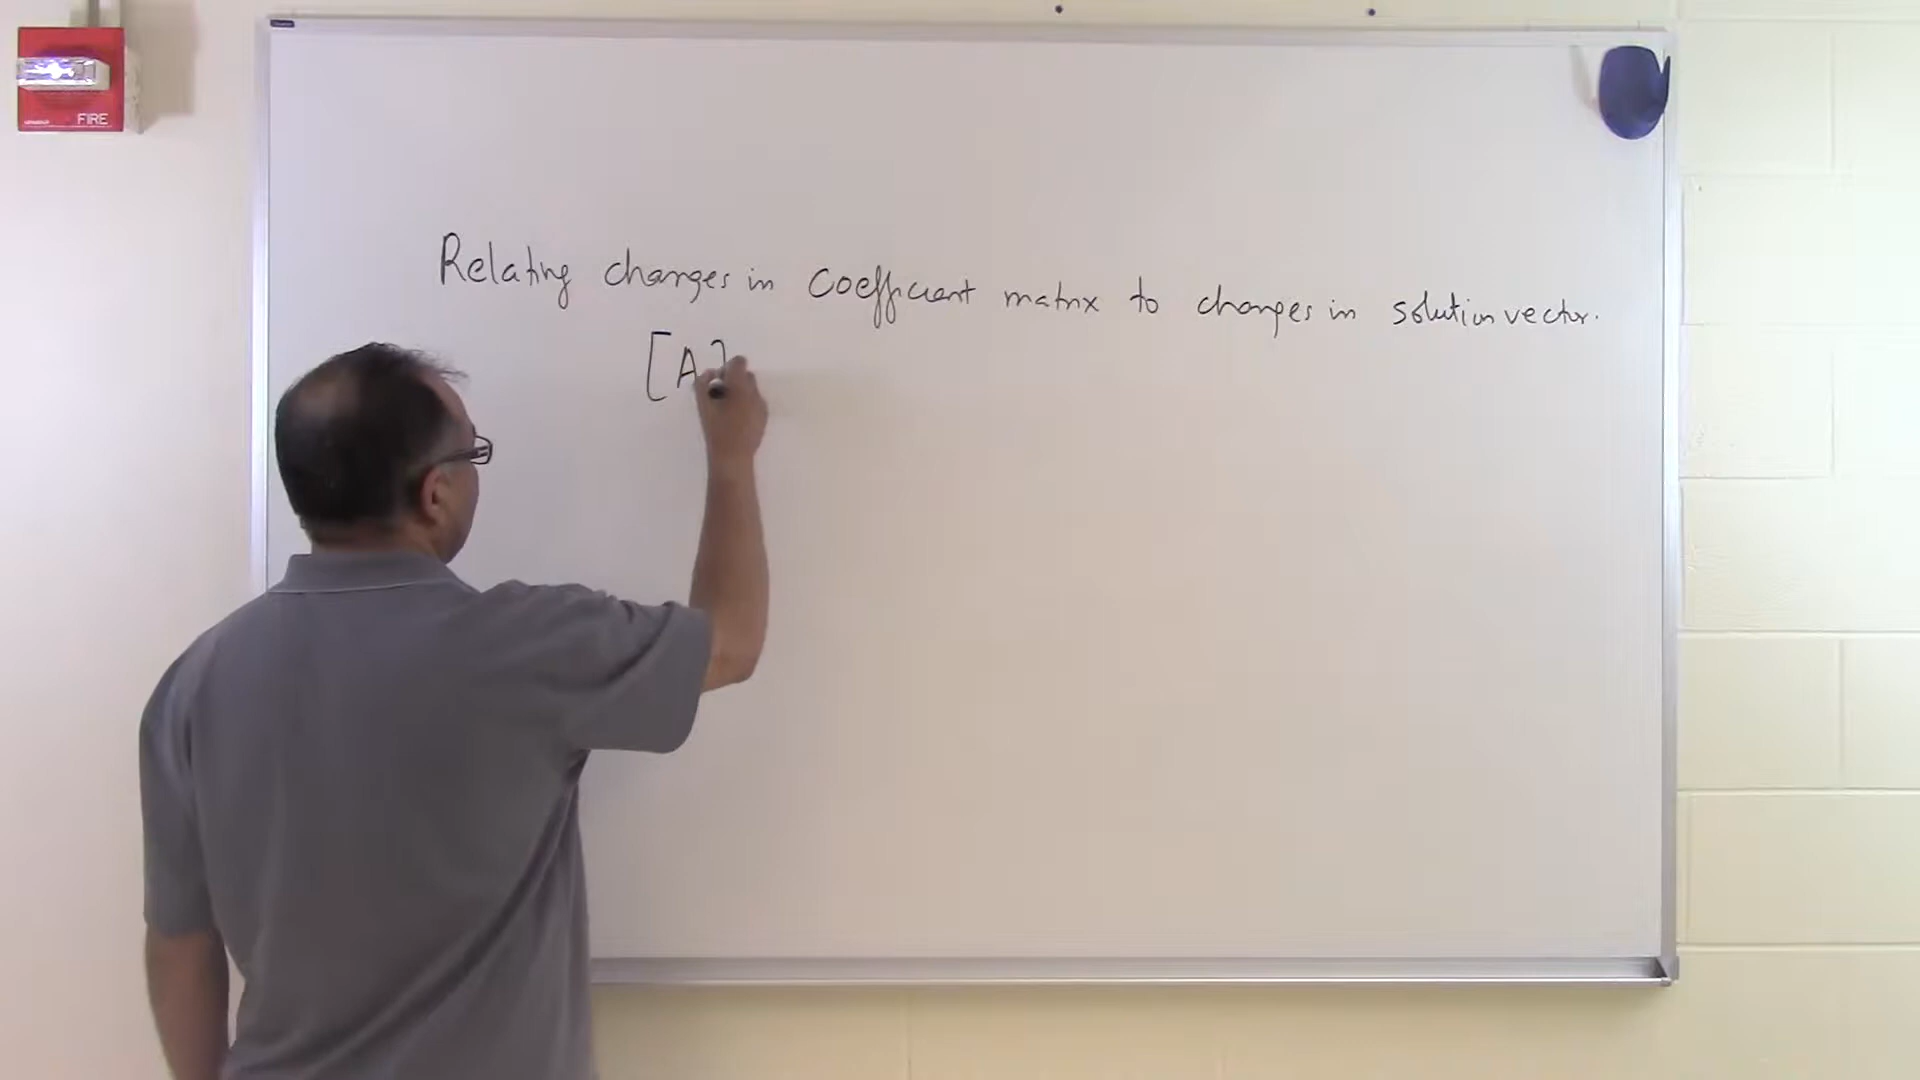 FIRE
Relating changes in coefficient matrix to changes in solution vector.
[A]